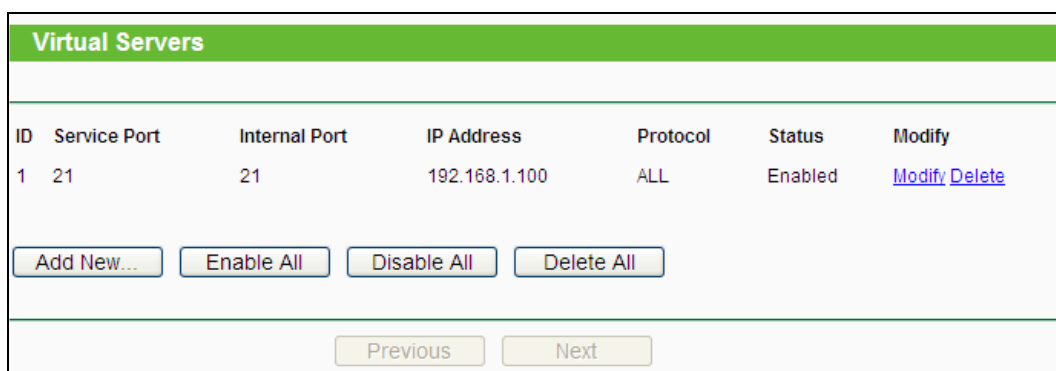 Virtual Servers
ID Service Port Internal Port IP Address Protocol Status Modify
1 21 21 192.168.1.100 ALL Enabled Modify Delete
Add New... Enable All Disable All Delete All
Previous Next